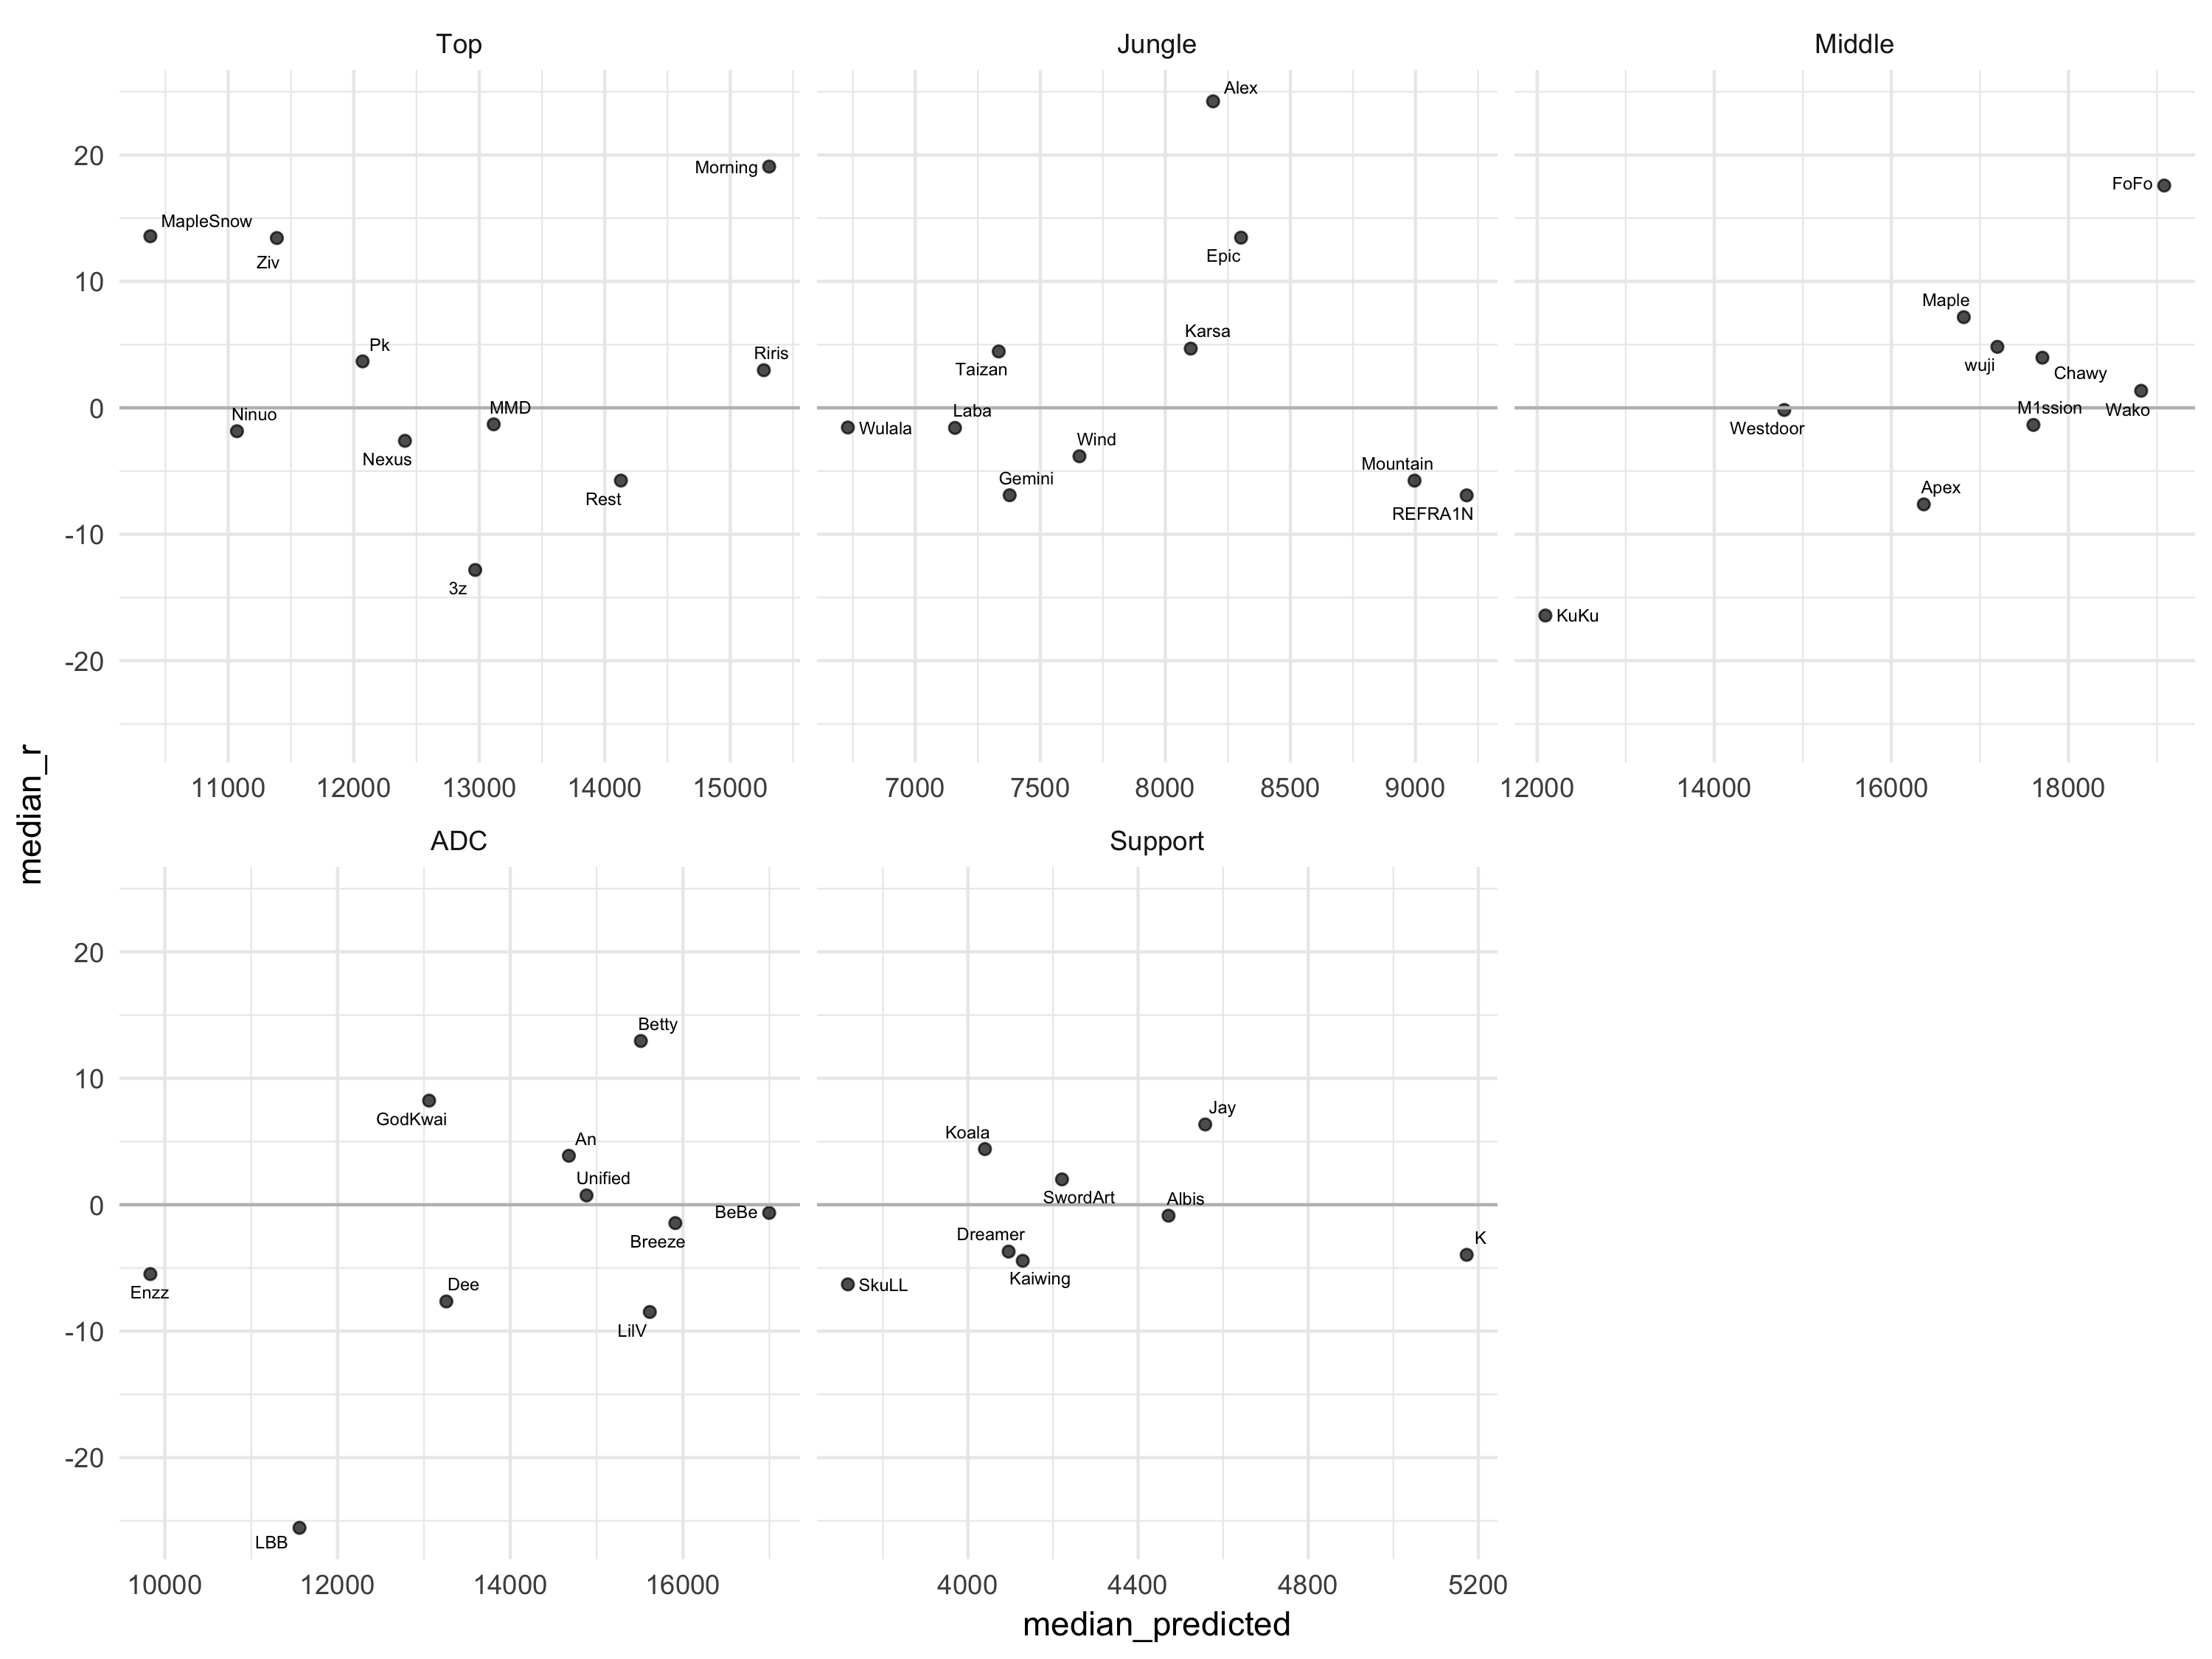 Top
Jungle
Middle
Alex
20
Morning
FoFo
MapleSnow
Ziv
Epic
10
Maple
Pk
Riris
Karsa
Taizan
wuji
Chawy
0
Ninuo
MMD
Nexus
Wulala
Laba
Wind
Westdoor
M1ssion
Wako
Rest
Gemini
Mountain
REFRA1N
Apex
-10
3z
KuKu
-20
11000 12000 13000 14000 15000
7000 7500 8000 8500 9000
12000 14000 16000 18000
median_r
ADC
Support
20
Betty
10
GodKwai
Jay
An
Koala
Unified
SwordArt
Albis
0
BeBe
Breeze
Dreamer
K
Kaiwing
Enzz
Dee
SkuLL
LilV
-10
-20
LBB
10000 12000 14000 16000
4000 4400 4800 5200
median_predicted